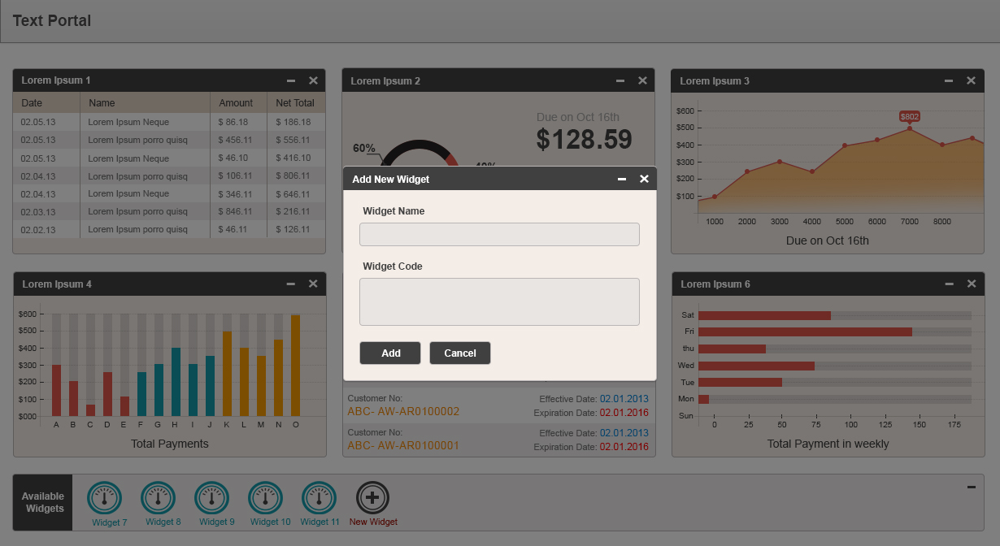 Text Portal
Lorem Ipsum 1
Date Name Amount Net Total
02.05.13 Lorem Ipsum Neque $ 86.18 $ 186.18
02.05.13 Lorem Ipsum porro quisq $ 456.11 $ 556.11
02.05.13 Lorem Ipsum Neque $ 46.10 $ 416.10
02.04.13 Lorem Ipsum porro quisq $ 106.11 $ 806.11
02.04.13 Lorem Ipsum Neque $ 346.11 $ 646.11
02.03.13 Lorem Ipsum porro quisq $ 846.11 $ 216.11
02.02.13 Lorem Ipsum porro quisq $ 46.11 $ 126.11
Lorem Ipsum 2
Due on Oct 16th
$128.59
60%
40%
Lorem Ipsum 3
$600
$500
$400
$300
$200
$100
$802
1000 2000 3000 4000 5000 6000 7000 8000
Due on Oct 16th
Add New Widget
Widget Name
Widget Code
Add Cancel
Lorem Ipsum 4
$600
$500
$400
$300
$200
$100
$000
A B C D E F G H I J K L M N O
Total Payments
Customer No: Effective Date: 02.01.2013
ABC- AW-AR0100002 Expiration Date: 02.01.2016
Customer No: Effective Date: 02.01.2013
ABC- AW-AR0100001 Expiration Date: 02.01.2016
Lorem Ipsum 6
Sat
Fri
thu
Wed
Tue
Mon
Sun
0 25 50 75 100 125 150 175
Total Payment in weekly
Available
Widgets
Widget 7 Widget 8 Widget 9 Widget 10 Widget 11 New Widget